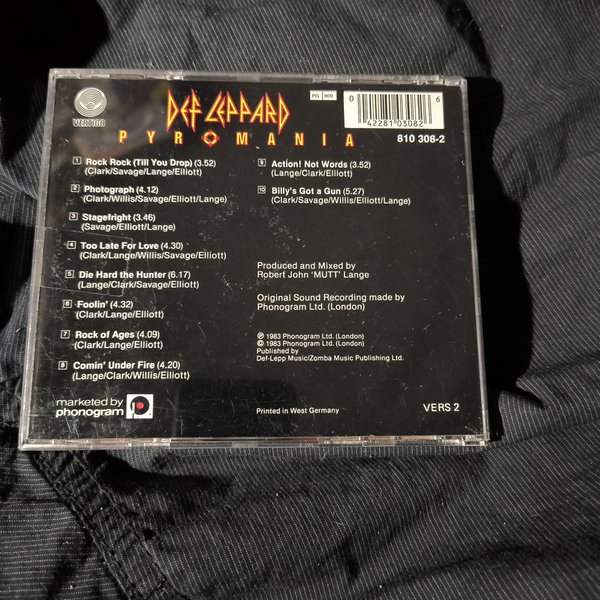 VERTIGO
DEF LEPPARD
PYROMANIA
PG 900
0 42281 03082 6
810 308-2
1 Rock Rock (Till You Drop) (3.52)
(Clark/Savage/Lange/Elliott)
2 Photograph (4.12)
(Clark/Willis/Savage/Elliott/Lange)
3 Stagefright (3.46)
(Savage/Elliott/Lange)
4 Too Late For Love (4.30)
(Clark/Lange/Willis/Savage/Elliott)
5 Die Hard the Hunter (6.17)
(Lange/Clark/Savage/Elliott)
6 Foolin' (4.32)
(Clark/Lange/Elliott)
7 Rock of Ages (4.09)
(Clark/Lange/Elliott)
8 Comin' Under Fire (4.20)
(Lange/Clark/Willis/Elliott)
9 Action! Not Words (3.52)
(Lange/Clark/Elliott)
10 Billy's Got a Gun (5.27)
(Clark/Savage/Willis/Elliott/Lange)
Produced and Mixed by
Robert John 'MUTT' Lange
Original Sound Recording made by
Phonogram Ltd. (London)
℗ 1983 Phonogram Ltd. (London)
© 1983 Phonogram Ltd. (London)
Published by
Def-Lepp Music/Zomba Music Publishing Ltd.
marketed by
phonogram
Printed in West Germany
VERS 2